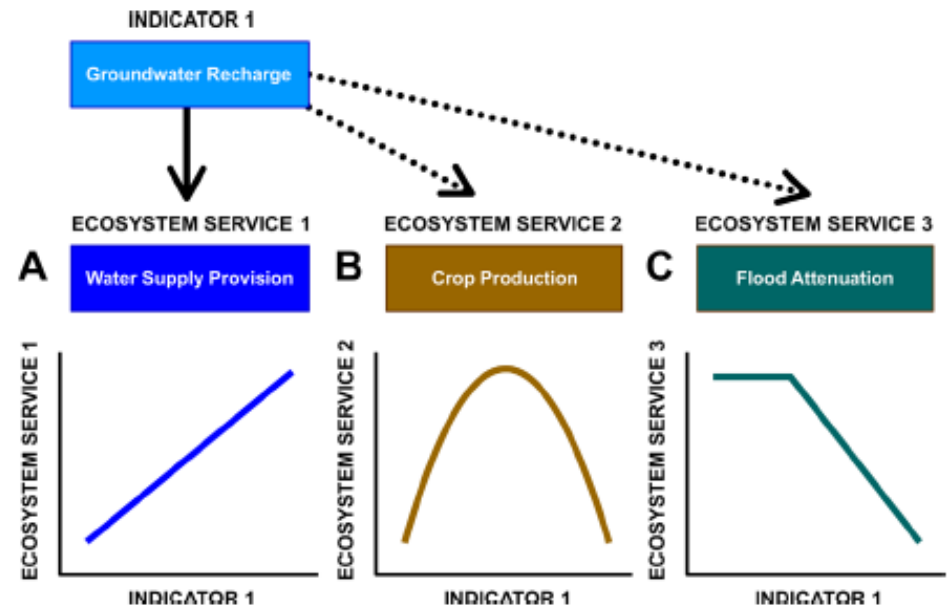 INDICATOR 1
Groundwater Recharge
ECOSYSTEM SERVICE 1
ECOSYSTEM SERVICE 2
ECOSYSTEM SERVICE 3
A
Water Supply Provision
B
Crop Production
C
Flood Attenuation
ECOSYSTEM SERVICE 1
ECOSYSTEM SERVICE 2
ECOSYSTEM SERVICE 3
INDICATOR 1
INDICATOR 1
INDICATOR 1